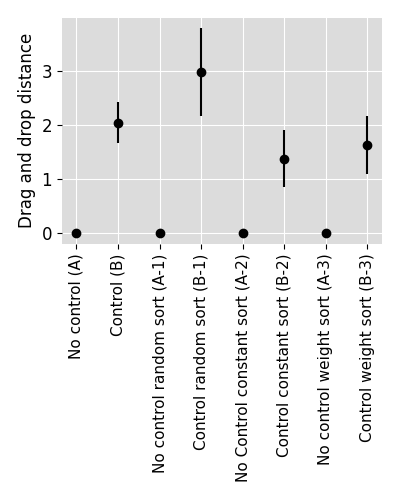 Drag and drop distance
3
2
1
0
No control (A)
Control (B)
No control random sort (A-1)
Control random sort (B-1)
No Control constant sort (A-2)
Control constant sort (B-2)
No control weight sort (A-3)
Control weight sort (B-3)